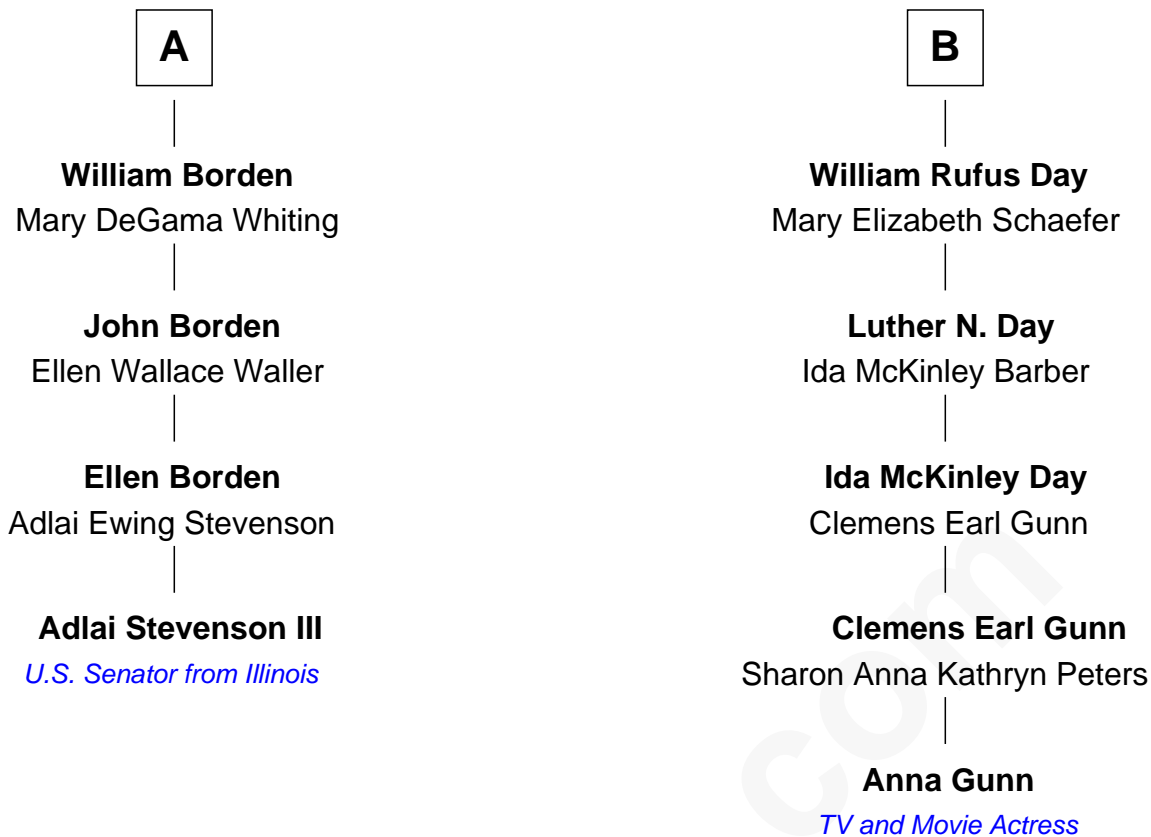 A
William Borden
Mary DeGama Whiting
John Borden
Ellen Wallace Waller
Ellen Borden
Adlai Ewing Stevenson
Adlai Stevenson III
U.S. Senator from Illinois
B
William Rufus Day
Mary Elizabeth Schaefer
Luther N. Day
Ida McKinley Barber
Ida McKinley Day
Clemens Earl Gunn
Clemens Earl Gunn
Sharon Anna Kathryn Peters
Anna Gunn
TV and Movie Actress
com